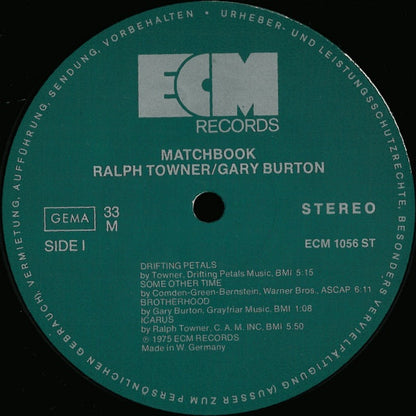 VERMIETUNG, AUFFÜHRUNG, SENDUNG, VORBEHALTEN • URHEBER- UND LEISTUNGSSCHUTZRECHTE, BESONDERS VERVIELFÄLTIGUNG (AUSSER ZUM PERSÖNLICHEN GEBRAUCH),
ECM
RECORDS
MATCHBOOK
RALPH TOWNER/GARY BURTON
GEMA
33
M
STEREO
SIDE I
ECM 1056 ST
DRIFTING PETALS
by Towner, Drifting Petals Music, BMI 5:15
SOME OTHER TIME
by Comden-Green-Bernstein, Warner Bros., ASCAP 6:11
BROTHERHOOD
by Gary Burton, Grayfriar Music, BMI 1:08
ICARUS
by Ralph Towner, C. A. M. INC, BMI 5:50
℗ 1975 ECM RECORDS
Made in W. Germany